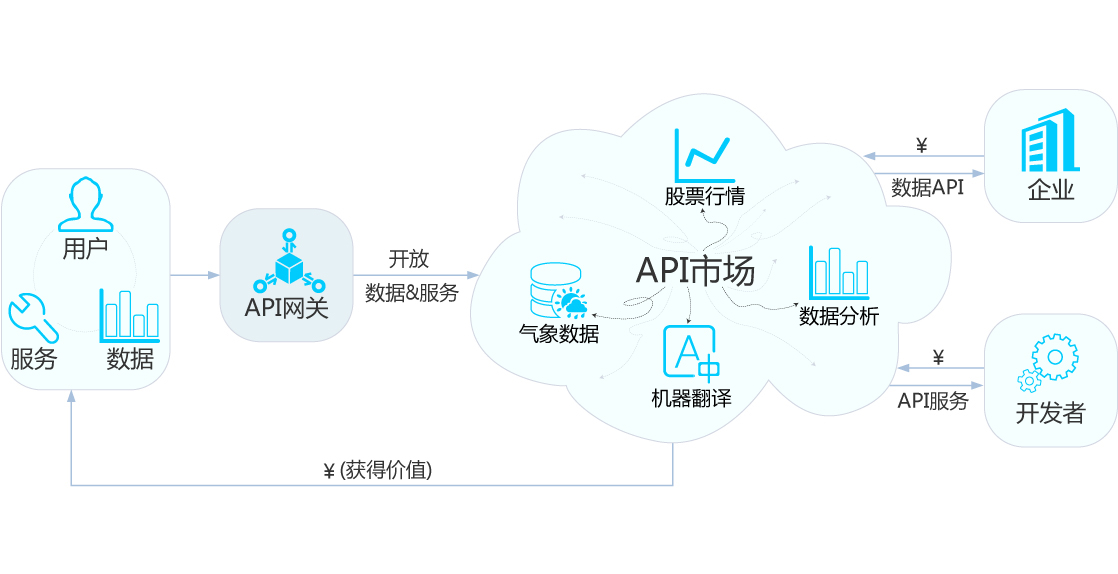 用户
服务
数据
API网关
开放
数据&服务
API市场
股票行情
气象数据
数据分析
A
中
机器翻译
¥
数据API
企业
¥
API服务
开发者
¥ (获得价值)